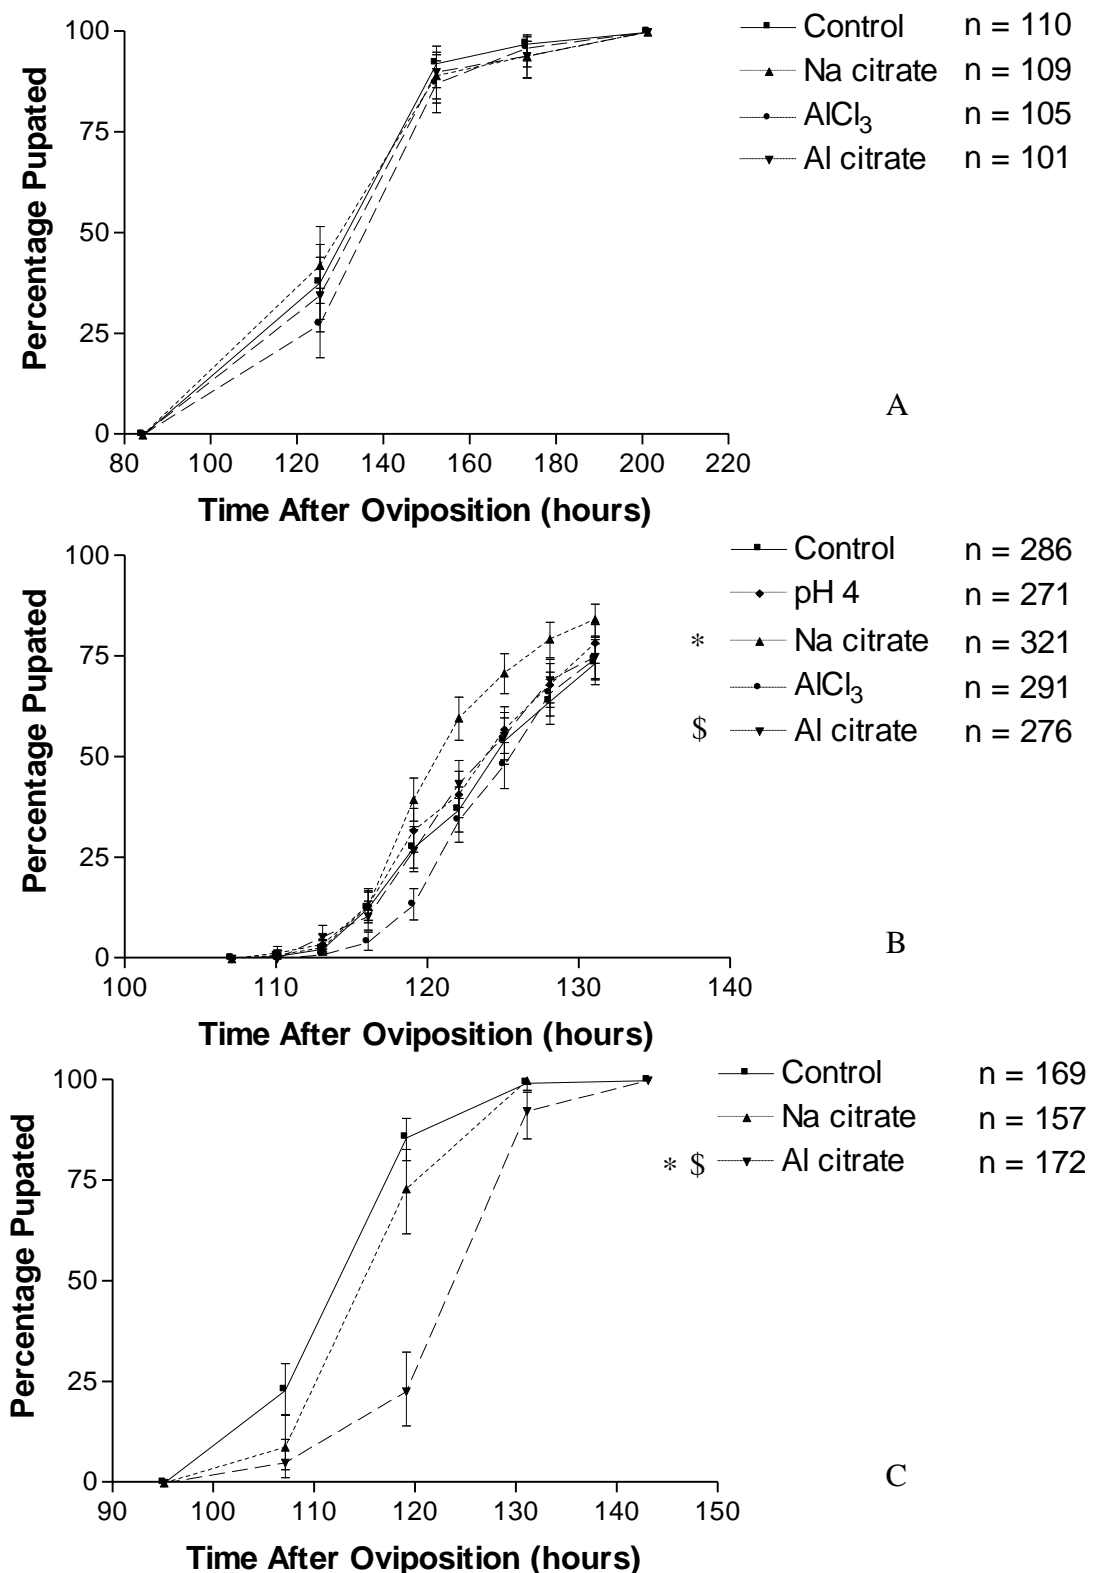 100
75
50
25
0
Percentage Pupated
80 100 120 140 160 180 200 220
Time After Oviposition (hours)
Control n = 110
Na citrate n = 109
AlCl₃ n = 105
Al citrate n = 101
A
100
75
50
25
0
Percentage Pupated
100 110 120 130 140
Time After Oviposition (hours)
Control n = 286
pH 4 n = 271
* Na citrate n = 321
AlCl₃ n = 291
$ Al citrate n = 276
B
100
75
50
25
0
Percentage Pupated
90 100 110 120 130 140 150
Time After Oviposition (hours)
Control n = 169
Na citrate n = 157
* $ Al citrate n = 172
C